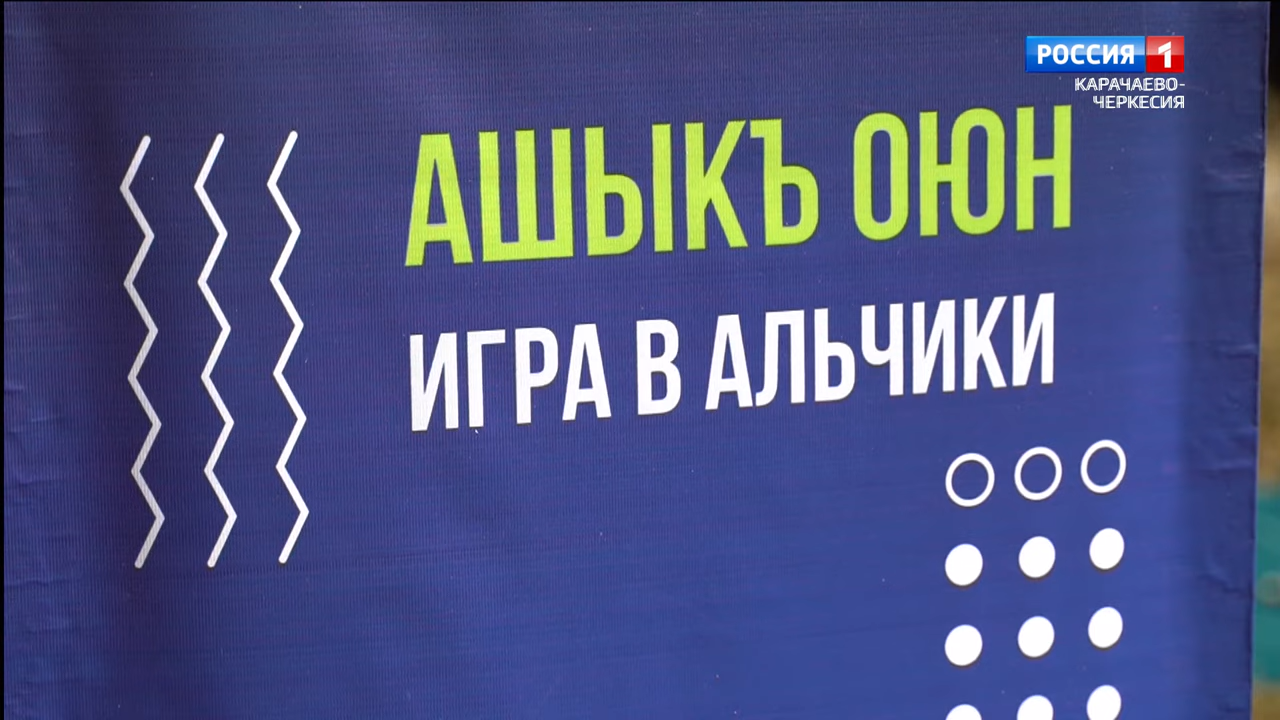 РОССИЯ 1
КАРАЧАЕВО-
ЧЕРКЕСИЯ
АШЫКЪ ОЮН
ИГРА В АЛЬЧИКИ